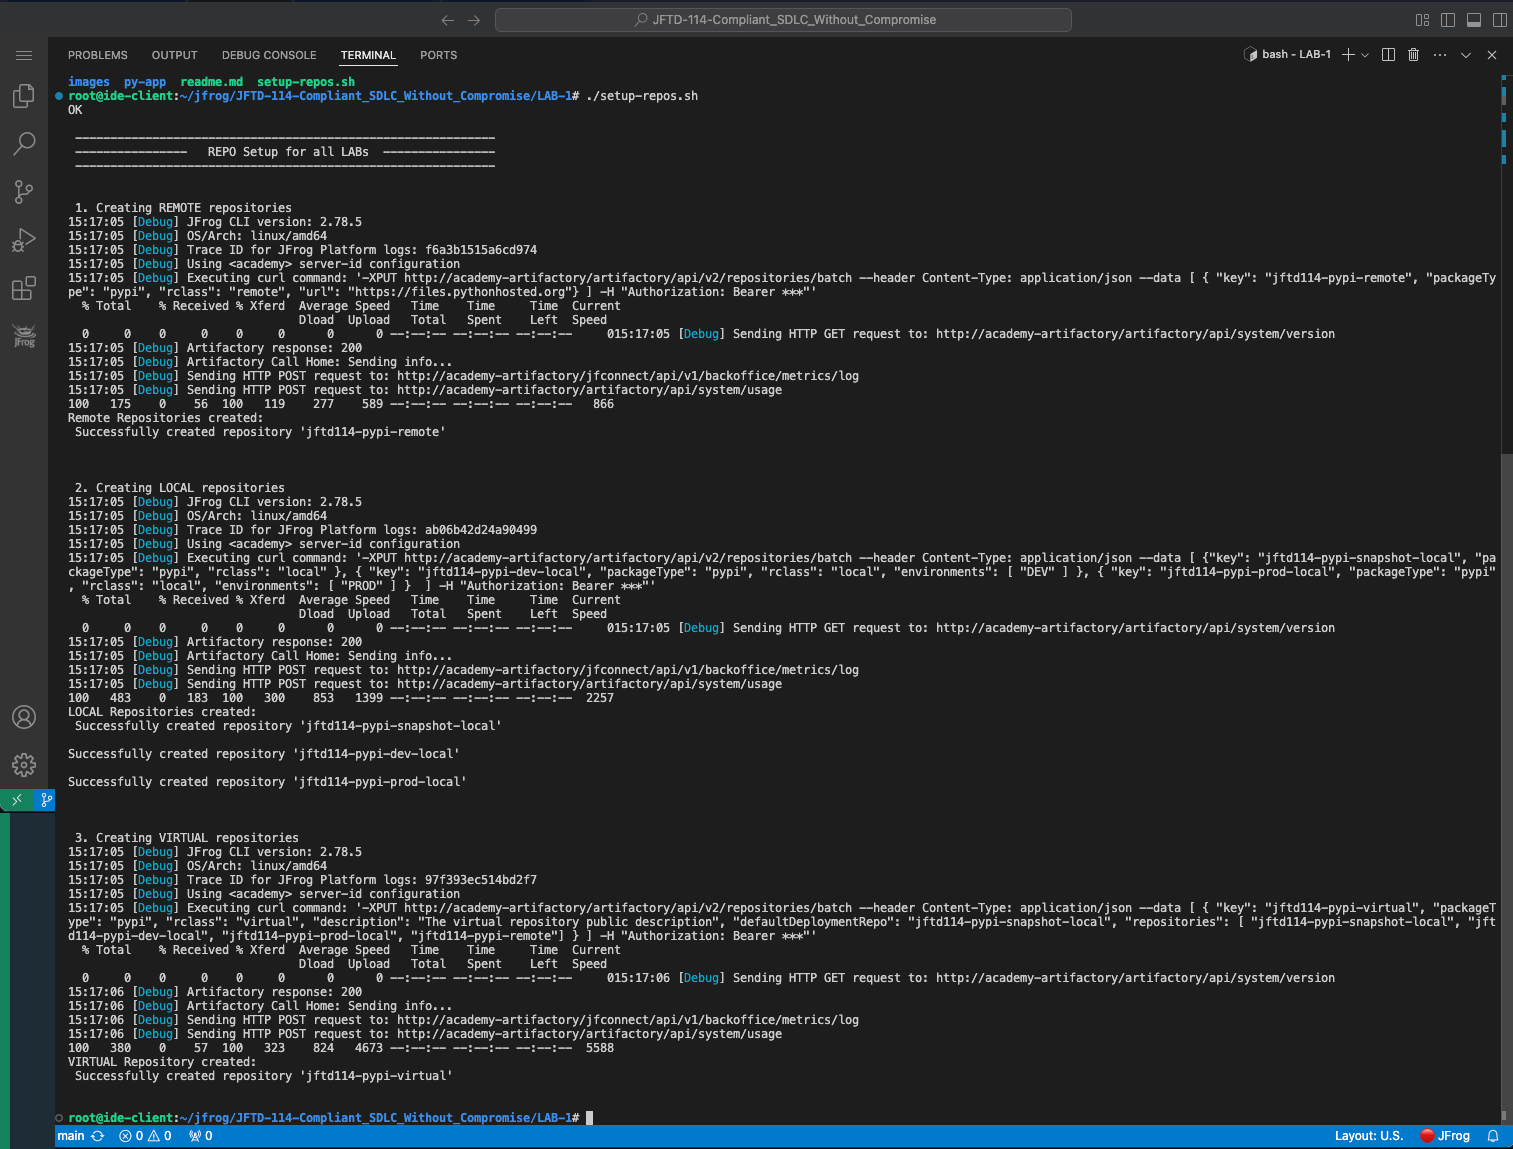 JFTD-114-Compliant_SDLC_Without_Compromise
PROBLEMS OUTPUT DEBUG CONSOLE TERMINAL PORTS
bash - LAB-1
images  py-app  readme.md  setup-repos.sh
root@ide-client:~/jfrog/JFTD-114-Compliant_SDLC_Without_Compromise/LAB-1# ./setup-repos.sh
OK
------------------------------------------------------------
---------------- REPO Setup for all LABs ----------------
------------------------------------------------------------
1. Creating REMOTE repositories
15:17:05 [Debug] JFrog CLI version: 2.78.5
15:17:05 [Debug] OS/Arch: linux/amd64
15:17:05 [Debug] Trace ID for JFrog Platform logs: f6a3b1515a6cd974
15:17:05 [Debug] Using <academy> server-id configuration
15:17:05 [Debug] Executing curl command: '-XPUT http://academy-artifactory/artifactory/api/v2/repositories/batch --header Content-Type: application/json --data [ { "key": "jftd114-pypi-remote", "packageTy
pe": "pypi", "rclass": "remote", "url": "https://files.pythonhosted.org"} ] -H "Authorization: Bearer ***"'
% Total    % Received % Xferd  Average Speed   Time    Time     Time  Current
Dload  Upload   Total   Spent    Left  Speed
0     0    0     0    0     0      0      0 --:--:-- --:--:-- --:--:--     015:17:05 [Debug] Sending HTTP GET request to: http://academy-artifactory/artifactory/api/system/version
15:17:05 [Debug] Artifactory response: 200
15:17:05 [Debug] Artifactory Call Home: Sending info...
15:17:05 [Debug] Sending HTTP POST request to: http://academy-artifactory/jfconnect/api/v1/backoffice/metrics/log
15:17:05 [Debug] Sending HTTP POST request to: http://academy-artifactory/artifactory/api/system/usage
100   175    0    56  100   119    277    589 --:--:-- --:--:-- --:--:--   866
Remote Repositories created:
Successfully created repository 'jftd114-pypi-remote'
2. Creating LOCAL repositories
15:17:05 [Debug] JFrog CLI version: 2.78.5
15:17:05 [Debug] OS/Arch: linux/amd64
15:17:05 [Debug] Trace ID for JFrog Platform logs: ab06b42d24a90499
15:17:05 [Debug] Using <academy> server-id configuration
15:17:05 [Debug] Executing curl command: '-XPUT http://academy-artifactory/artifactory/api/v2/repositories/batch --header Content-Type: application/json --data [ {"key": "jftd114-pypi-snapshot-local", "pa
ckageType": "pypi", "rclass": "local" }, { "key": "jftd114-pypi-dev-local", "packageType": "pypi", "rclass": "local", "environments": [ "DEV" ] }, { "key": "jftd114-pypi-prod-local", "packageType": "pypi"
, "rclass": "local", "environments": [ "PROD" ] }  ] -H "Authorization: Bearer ***"'
% Total    % Received % Xferd  Average Speed   Time    Time     Time  Current
Dload  Upload   Total   Spent    Left  Speed
0     0    0     0    0     0      0      0 --:--:-- --:--:-- --:--:--     015:17:05 [Debug] Sending HTTP GET request to: http://academy-artifactory/artifactory/api/system/version
15:17:05 [Debug] Artifactory response: 200
15:17:05 [Debug] Artifactory Call Home: Sending info...
15:17:05 [Debug] Sending HTTP POST request to: http://academy-artifactory/jfconnect/api/v1/backoffice/metrics/log
15:17:05 [Debug] Sending HTTP POST request to: http://academy-artifactory/artifactory/api/system/usage
100   483    0   183  100   300    853   1399 --:--:-- --:--:-- --:--:--  2257
LOCAL Repositories created:
Successfully created repository 'jftd114-pypi-snapshot-local'
Successfully created repository 'jftd114-pypi-dev-local'
Successfully created repository 'jftd114-pypi-prod-local'
3. Creating VIRTUAL repositories
15:17:05 [Debug] JFrog CLI version: 2.78.5
15:17:05 [Debug] OS/Arch: linux/amd64
15:17:05 [Debug] Trace ID for JFrog Platform logs: 97f393ec514bd2f7
15:17:05 [Debug] Using <academy> server-id configuration
15:17:05 [Debug] Executing curl command: '-XPUT http://academy-artifactory/artifactory/api/v2/repositories/batch --header Content-Type: application/json --data [ { "key": "jftd114-pypi-virtual", "packageT
ype": "pypi", "rclass": "virtual", "description": "The virtual repository public description", "defaultDeploymentRepo": "jftd114-pypi-snapshot-local", "repositories": [ "jftd114-pypi-snapshot-local", "jft
d114-pypi-dev-local", "jftd114-pypi-prod-local", "jftd114-pypi-remote"] } ] -H "Authorization: Bearer ***"'
% Total    % Received % Xferd  Average Speed   Time    Time     Time  Current
Dload  Upload   Total   Spent    Left  Speed
0     0    0     0    0     0      0      0 --:--:-- --:--:-- --:--:--     015:17:06 [Debug] Sending HTTP GET request to: http://academy-artifactory/artifactory/api/system/version
15:17:06 [Debug] Artifactory response: 200
15:17:06 [Debug] Artifactory Call Home: Sending info...
15:17:06 [Debug] Sending HTTP POST request to: http://academy-artifactory/jfconnect/api/v1/backoffice/metrics/log
15:17:06 [Debug] Sending HTTP POST request to: http://academy-artifactory/artifactory/api/system/usage
100   380    0    57  100   323    824   4673 --:--:-- --:--:-- --:--:--  5588
VIRTUAL Repository created:
Successfully created repository 'jftd114-pypi-virtual'
root@ide-client:~/jfrog/JFTD-114-Compliant_SDLC_Without_Compromise/LAB-1#
JFrog
main 0 0 0 Layout: U.S. JFrog